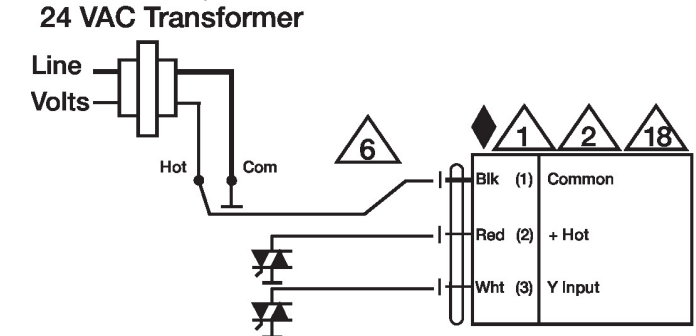 24 VAC Transformer
Line
Volts
Hot
Com
6
1
2
18
Blk (1) Common
Red (2) + Hot
Wht (3) Y Input